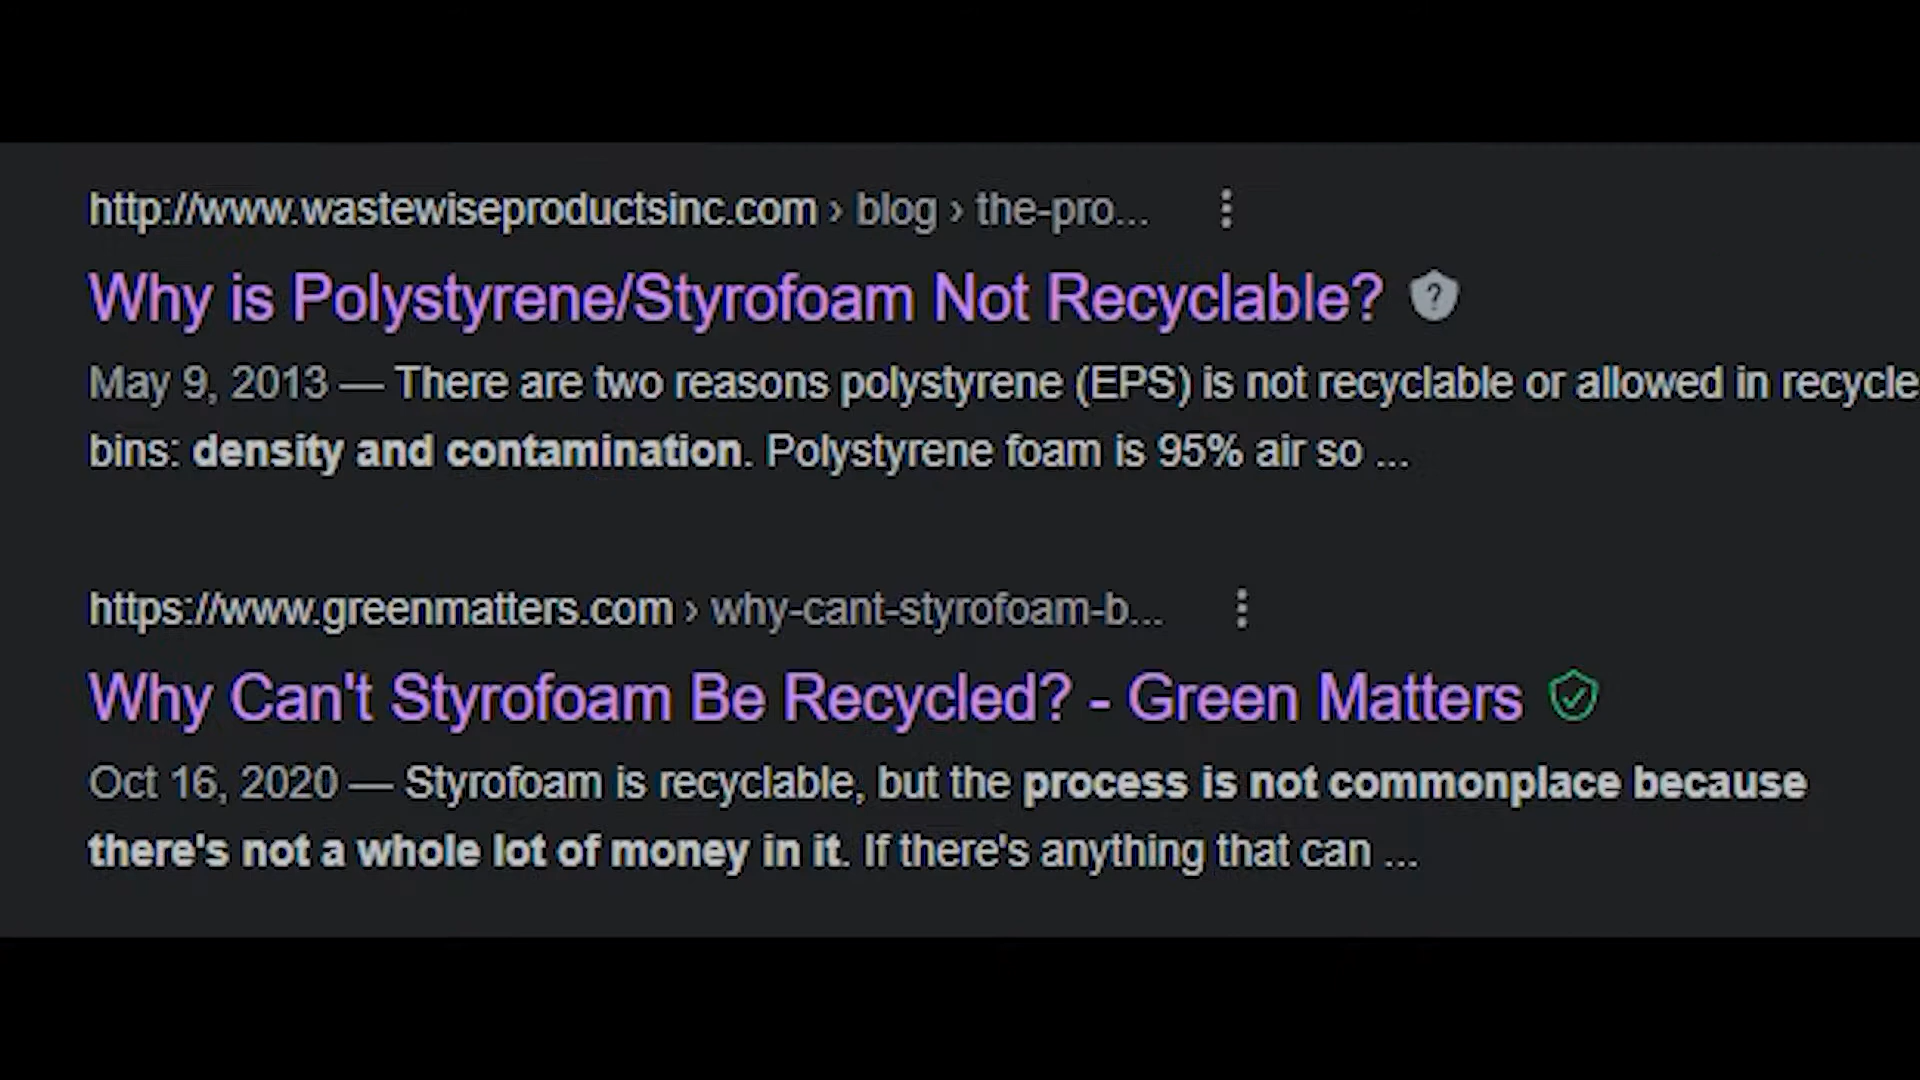 http://www.wastewiseproductsinc.com › blog › the-pro...
Why is Polystyrene/Styrofoam Not Recyclable?
May 9, 2013 — There are two reasons polystyrene (EPS) is not recyclable or allowed in recycle
bins: density and contamination. Polystyrene foam is 95% air so ...
https://www.greenmatters.com › why-cant-styrofoam-b...
Why Can't Styrofoam Be Recycled? - Green Matters
Oct 16, 2020 — Styrofoam is recyclable, but the process is not commonplace because
there's not a whole lot of money in it. If there's anything that can ...